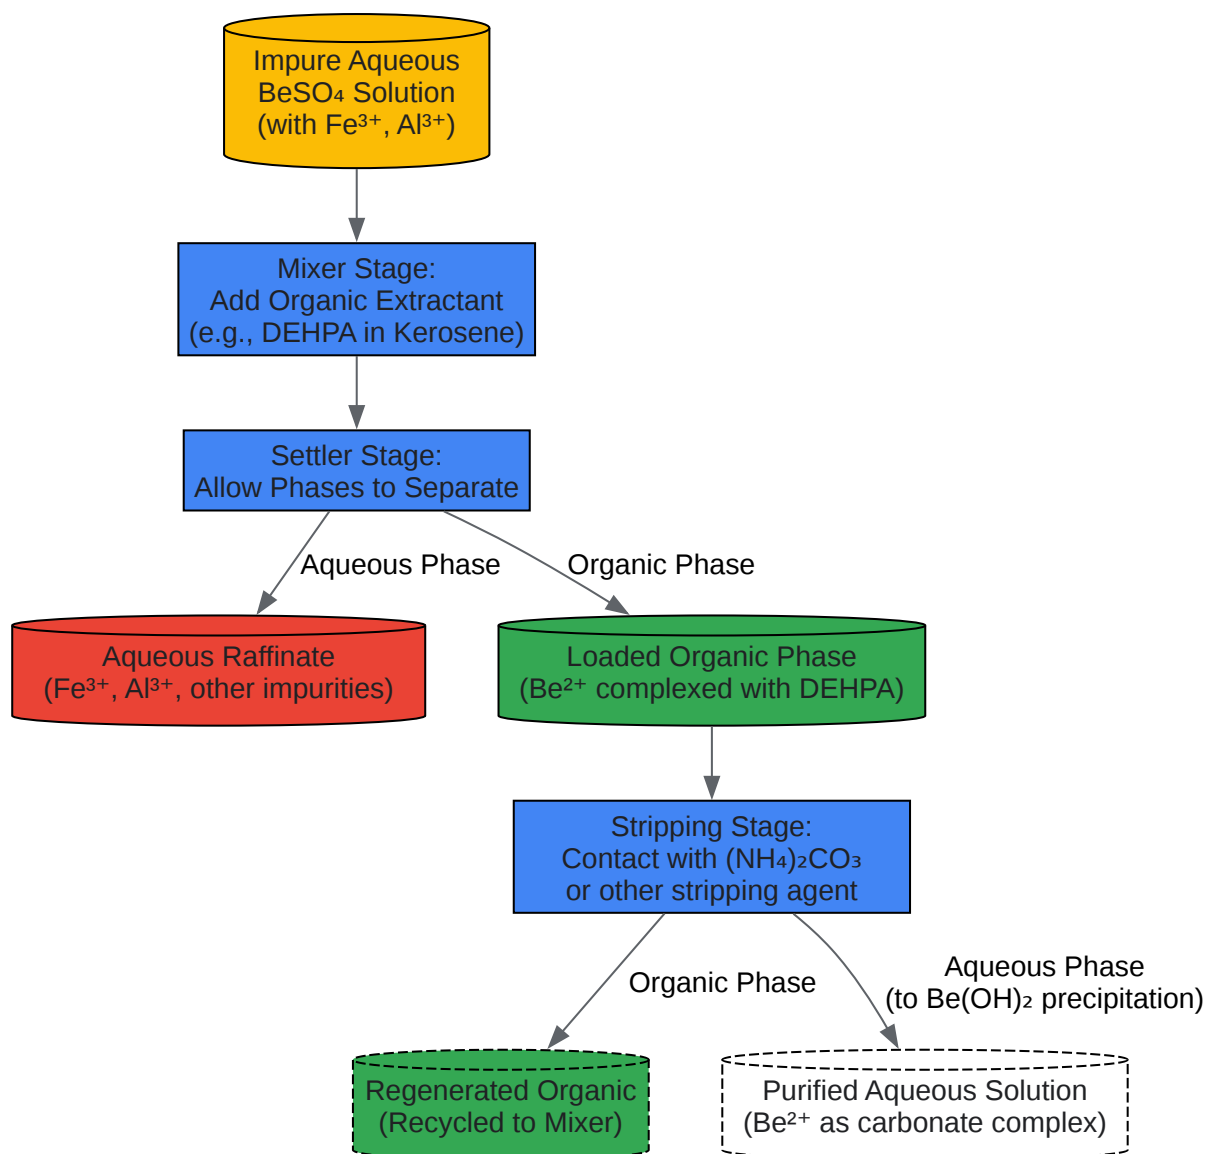 Impure Aqueous
BeSO₄ Solution
(with Fe³⁺, Al³⁺)
Mixer Stage:
Add Organic Extractant
(e.g., DEHPA in Kerosene)
Settler Stage:
Allow Phases to Separate
Aqueous Phase
Organic Phase
Aqueous Raffinate
(Fe³⁺, Al³⁺, other impurities)
Loaded Organic Phase
(Be²⁺ complexed with DEHPA)
Stripping Stage:
Contact with (NH₄)₂CO₃
or other stripping agent
Organic Phase
Aqueous Phase
(to Be(OH)₂ precipitation)
Regenerated Organic
(Recycled to Mixer)
Purified Aqueous Solution
(Be²⁺ as carbonate complex)